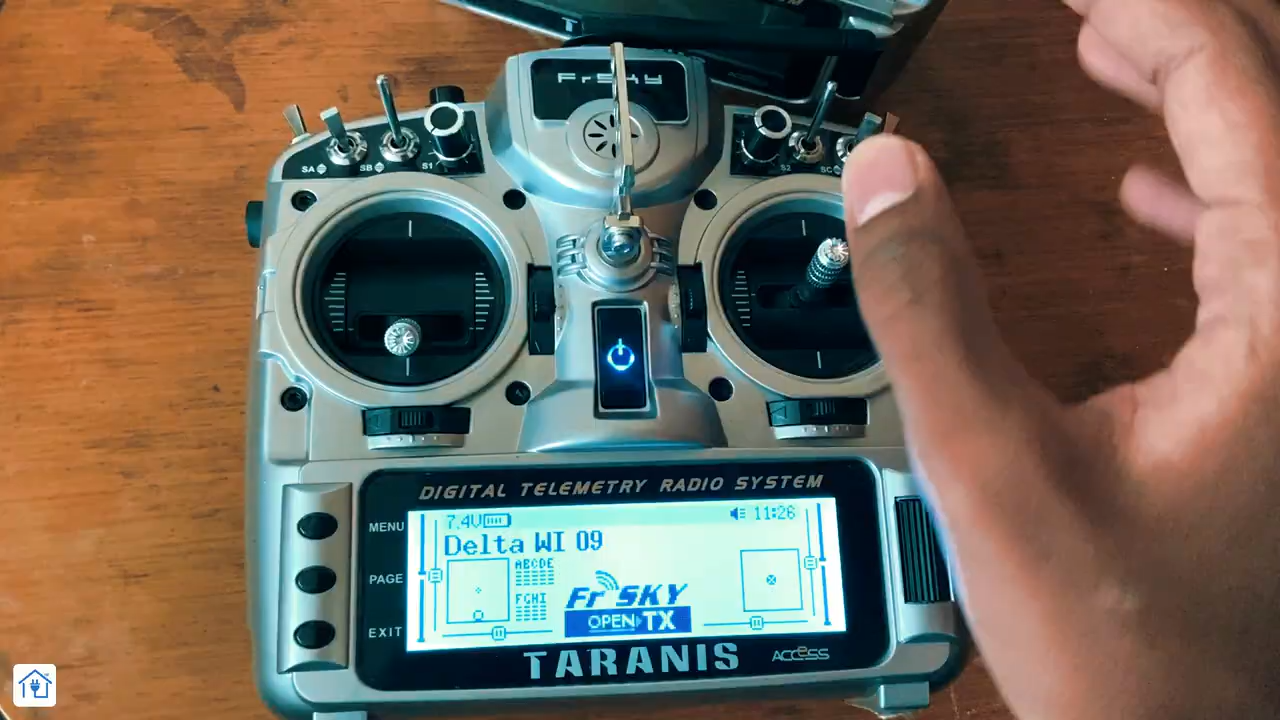 FrSKY
SA
SB
S1
S2
SC
DIGITAL TELEMETRY RADIO SYSTEM
MENU
PAGE
EXIT
7.4V
11:26
Delta WI 09
ABCDE
FGHI
FrSKY
OPEN TX
TARANIS
ACCESS